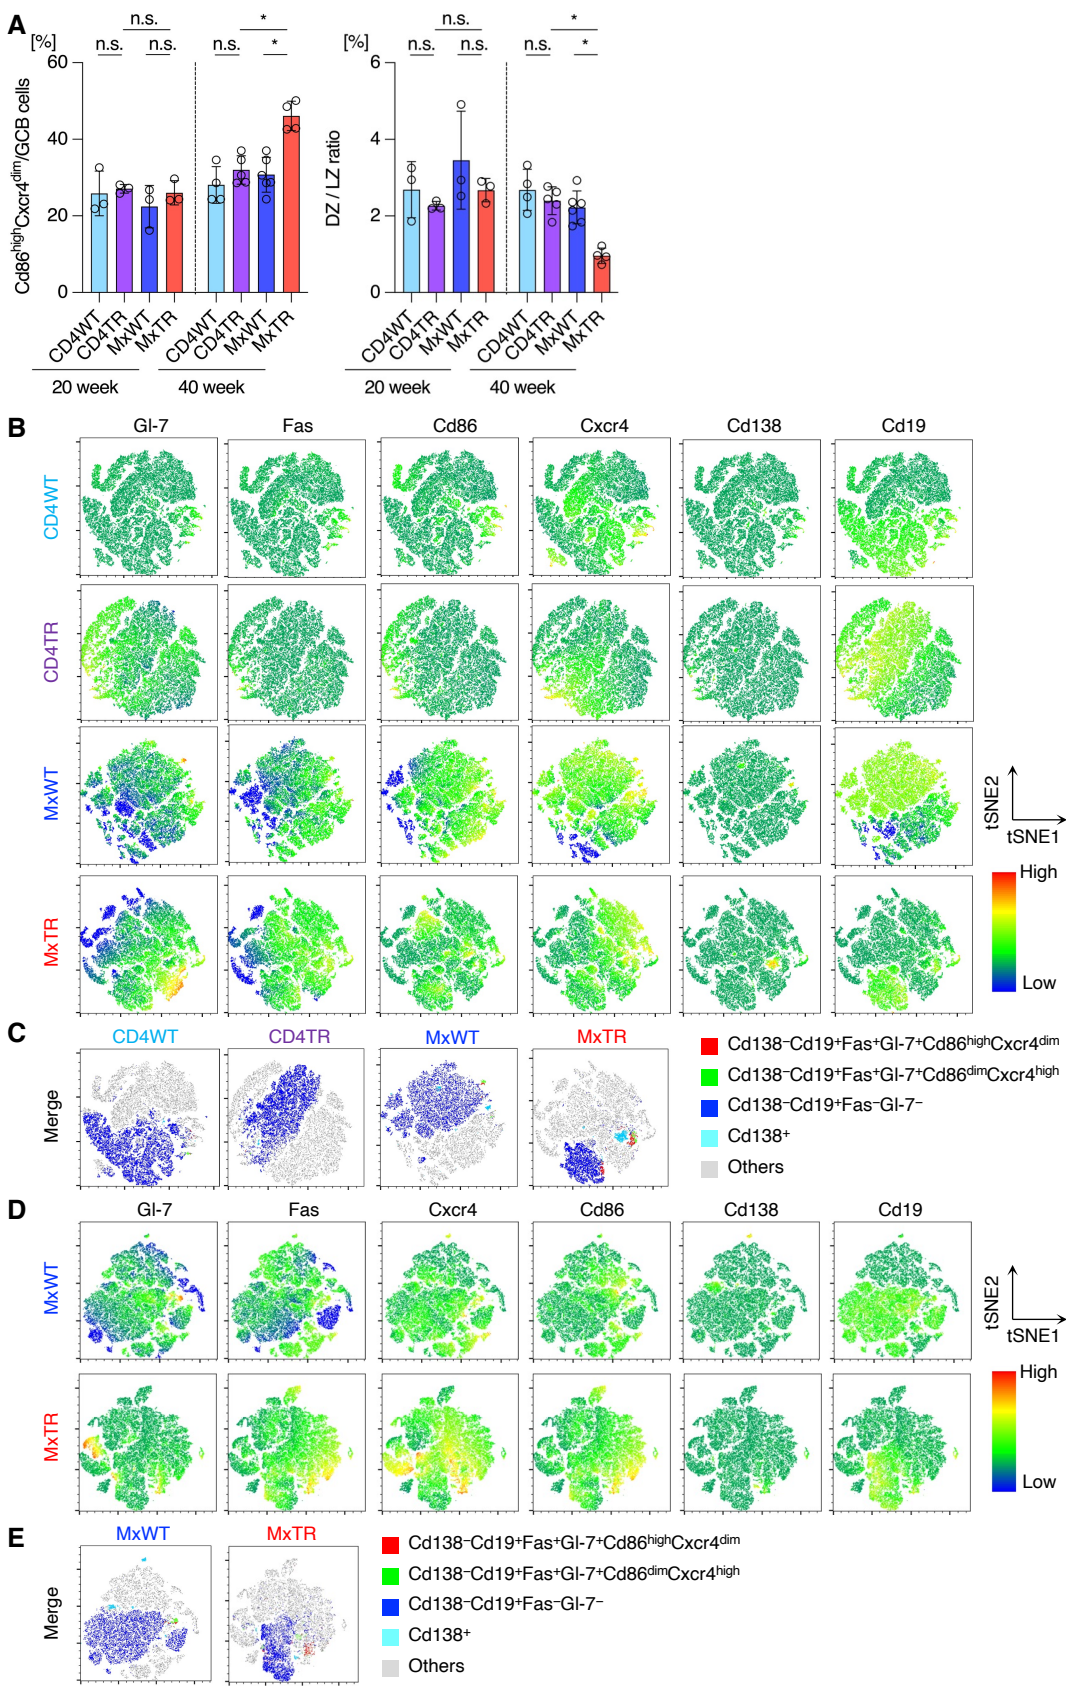 A
n.s.
*
n.s.
*
[%]
n.s.
n.s.
n.s.
*
[%]
n.s.
n.s.
n.s.
*
Cd86highCxcr4dim/GCB cells
60
40
20
0
DZ / LZ ratio
6
4
2
0
CD4WT
CD4TR
MxWT
MxTR
CD4WT
CD4TR
MxWT
MxTR
CD4WT
CD4TR
MxWT
MxTR
CD4WT
CD4TR
MxWT
MxTR
20 week
40 week
20 week
40 week
B
Gl-7
Fas
Cd86
Cxcr4
Cd138
Cd19
CD4WT
CD4TR
MxWT
MxTR
tSNE2
tSNE1
High
Low
C
CD4WT
CD4TR
MxWT
MxTR
Merge
Cd138−Cd19+Fas+Gl-7+Cd86highCxcr4dim
Cd138−Cd19+Fas+Gl-7+Cd86dimCxcr4high
Cd138−Cd19+Fas−Gl-7−
Cd138+
Others
D
Gl-7
Fas
Cxcr4
Cd86
Cd138
Cd19
MxWT
MxTR
tSNE2
tSNE1
High
Low
E
MxWT
MxTR
Merge
Cd138−Cd19+Fas+Gl-7+Cd86highCxcr4dim
Cd138−Cd19+Fas+Gl-7+Cd86dimCxcr4high
Cd138−Cd19+Fas−Gl-7−
Cd138+
Others